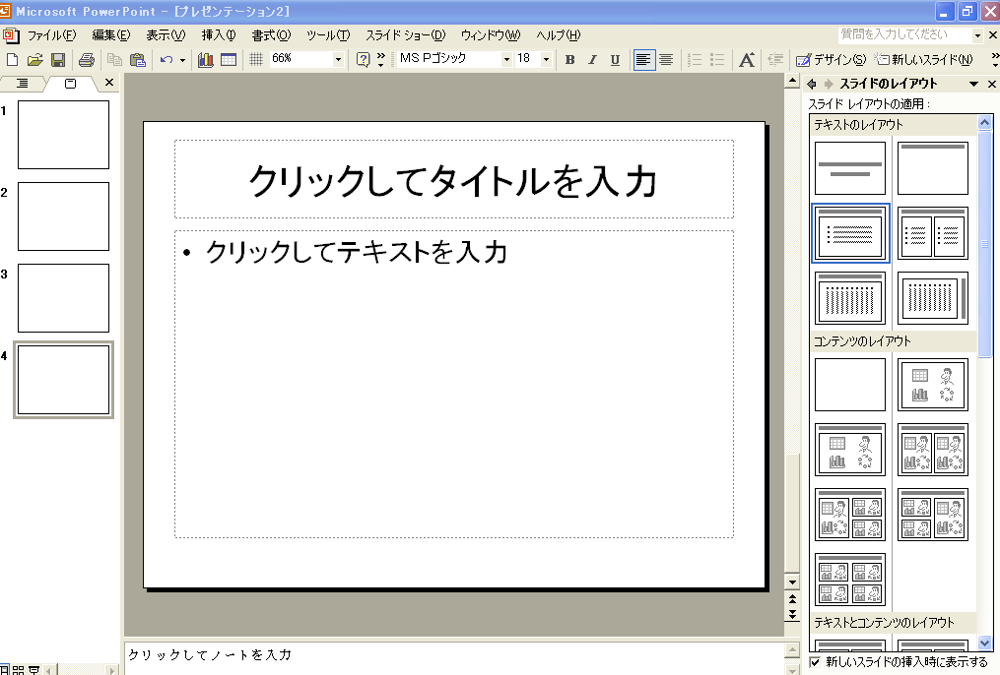 Microsoft PowerPoint - [プレゼンテーション2]
ファイル(F) 編集(E) 表示(V) 挿入(I) 書式(O) ツール(T) スライド ショー(D) ウィンドウ(W) ヘルプ(H) 質問を入力してください
66% MS Pゴシック 18 B I U A デザイン(S) 新しいスライド(N)
スライドのレイアウト
スライド レイアウトの適用:
テキストのレイアウト
1
2
3
4
クリックしてタイトルを入力
• クリックしてテキストを入力
コンテンツのレイアウト
テキストとコンテンツのレイアウト
クリックしてノートを入力
新しいスライドの挿入時に表示する